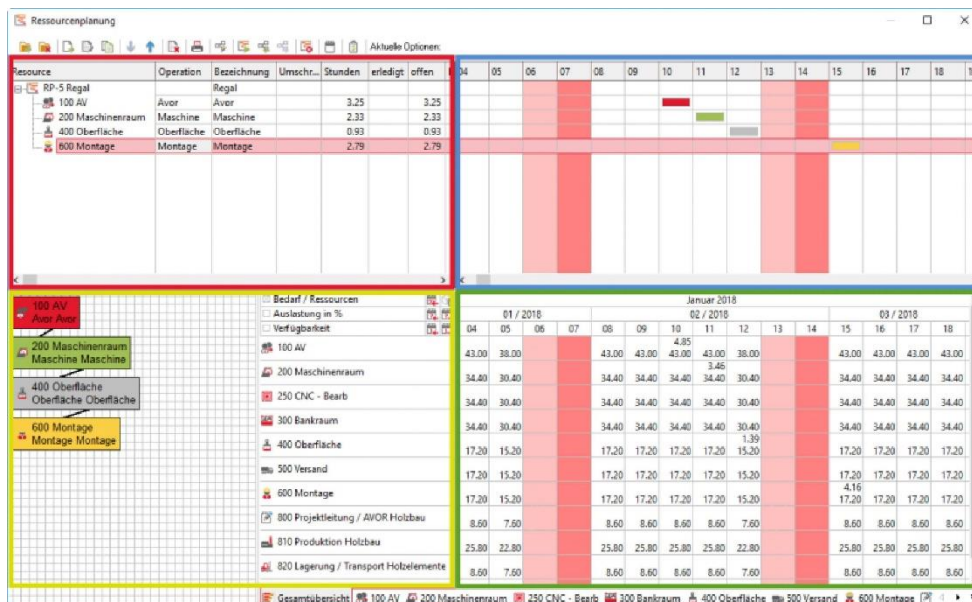 Ressourcenplanung
Aktuelle Optionen:
Resource Operation Bezeichnung Umschr... Stunden erledigt offen
RP-5 Regal Regal
100 AV Avor Avor 3.25 3.25
200 Maschinenraum Maschine Maschine 2.33 2.33
400 Oberfläche Oberfläche Oberfläche 0.93 0.93
600 Montage Montage Montage 2.79 2.79
04 05 06 07 08 09 10 11 12 13 14 15 16 17 18
100 AV
Avor Avor
200 Maschinenraum
Maschine Maschine
400 Oberfläche
Oberfläche Oberfläche
600 Montage
Montage Montage
Bedarf / Ressourcen
Auslastung in %
Verfügbarkeit
Januar 2018
01 / 2018 02 / 2018 03 / 2018
04 05 06 07 08 09 10 11 12 13 14 15 16 17 18
4.85
100 AV 43.00 38.00 43.00 43.00 43.00 43.00 38.00 43.00 43.00 43.00 43.00
3.46
200 Maschinenraum 34.40 30.40 34.40 34.40 34.40 34.40 30.40 34.40 34.40 34.40 34.40
250 CNC - Bearb 34.40 30.40 34.40 34.40 34.40 34.40 30.40 34.40 34.40 34.40 34.40
300 Bankraum 34.40 30.40 34.40 34.40 34.40 34.40 30.40 34.40 34.40 34.40 34.40
1.39
400 Oberfläche 17.20 15.20 17.20 17.20 17.20 17.20 15.20 17.20 17.20 17.20 17.20
500 Versand 17.20 15.20 17.20 17.20 17.20 17.20 15.20 17.20 17.20 17.20 17.20
4.16
600 Montage 17.20 15.20 17.20 17.20 17.20 17.20 15.20 17.20 17.20 17.20 17.20
800 Projektleitung / AVOR Holzbau 8.60 7.60 8.60 8.60 8.60 8.60 7.60 8.60 8.60 8.60 8.60
810 Produktion Holzbau 25.80 22.80 25.80 25.80 25.80 25.80 22.80 25.80 25.80 25.80 25.80
820 Lagerung / Transport Holzelemente 8.60 7.60 8.60 8.60 8.60 8.60 7.60 8.60 8.60 8.60 8.60
Gesamtübersicht 100 AV 200 Maschinenraum 250 CNC - Bearb 300 Bankraum 400 Oberfläche 500 Versand 600 Montage